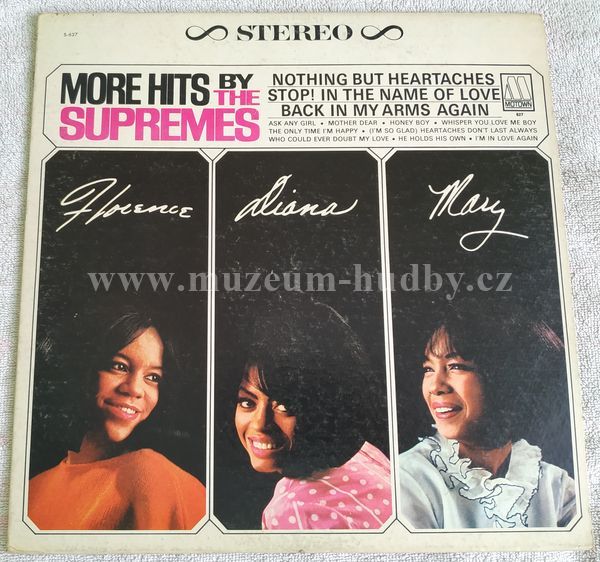 S-627
STEREO
MORE HITS BY THE
SUPREMES
NOTHING BUT HEARTACHES
STOP! IN THE NAME OF LOVE
BACK IN MY ARMS AGAIN
ASK ANY GIRL • MOTHER DEAR • HONEY BOY • WHISPER YOU LOVE ME BOY
THE ONLY TIME I'M HAPPY • (I'M SO GLAD) HEARTACHES DON'T LAST ALWAYS
WHO COULD EVER DOUBT MY LOVE • HE HOLDS HIS OWN • I'M IN LOVE AGAIN
M
MOTOWN
627
Florence
Diana
Mary
www.muzeum-hudby.cz